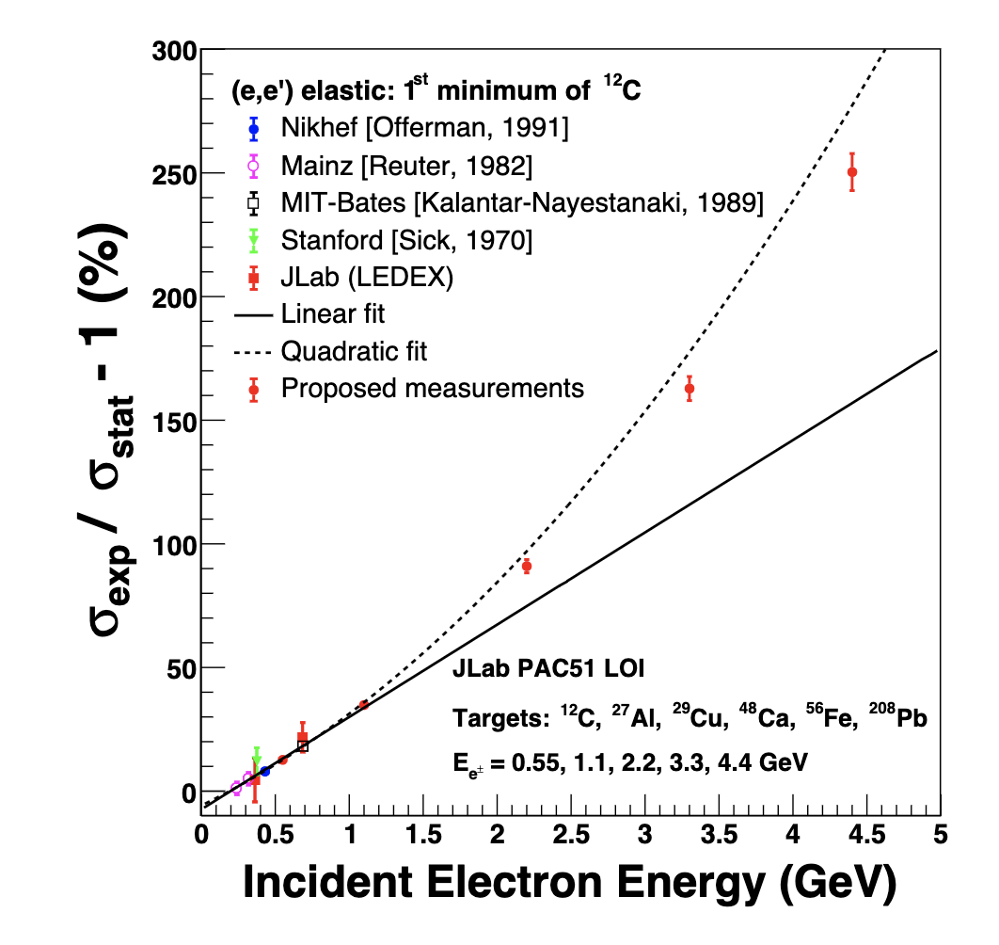 300
250
200
150
100
50
0
σexp / σstat - 1 (%)
(e,e') elastic: 1st minimum of 12C
Nikhef [Offerman, 1991]
Mainz [Reuter, 1982]
MIT-Bates [Kalantar-Nayestanaki, 1989]
Stanford [Sick, 1970]
JLab (LEDEX)
Linear fit
Quadratic fit
Proposed measurements
JLab PAC51 LOI
Targets: 12C, 27Al, 29Cu, 48Ca, 56Fe, 208Pb
Ee± = 0.55, 1.1, 2.2, 3.3, 4.4 GeV
0 0.5 1 1.5 2 2.5 3 3.5 4 4.5 5
Incident Electron Energy (GeV)